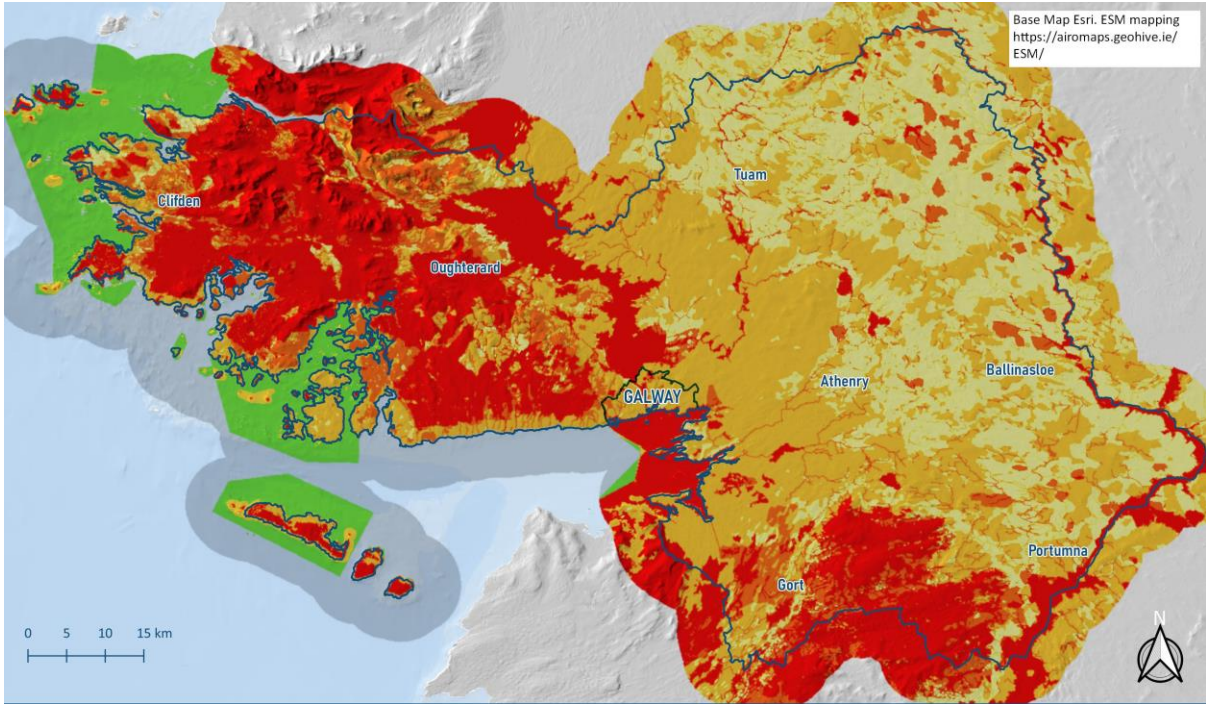 Base Map Esri. ESM mapping
https://airomaps.geohive.ie/
ESM/
Tuam
Clifden
Oughterard
Ballinasloe
Athenry
GALWAY
Portumna
Gort
N
0 5 10 15 km